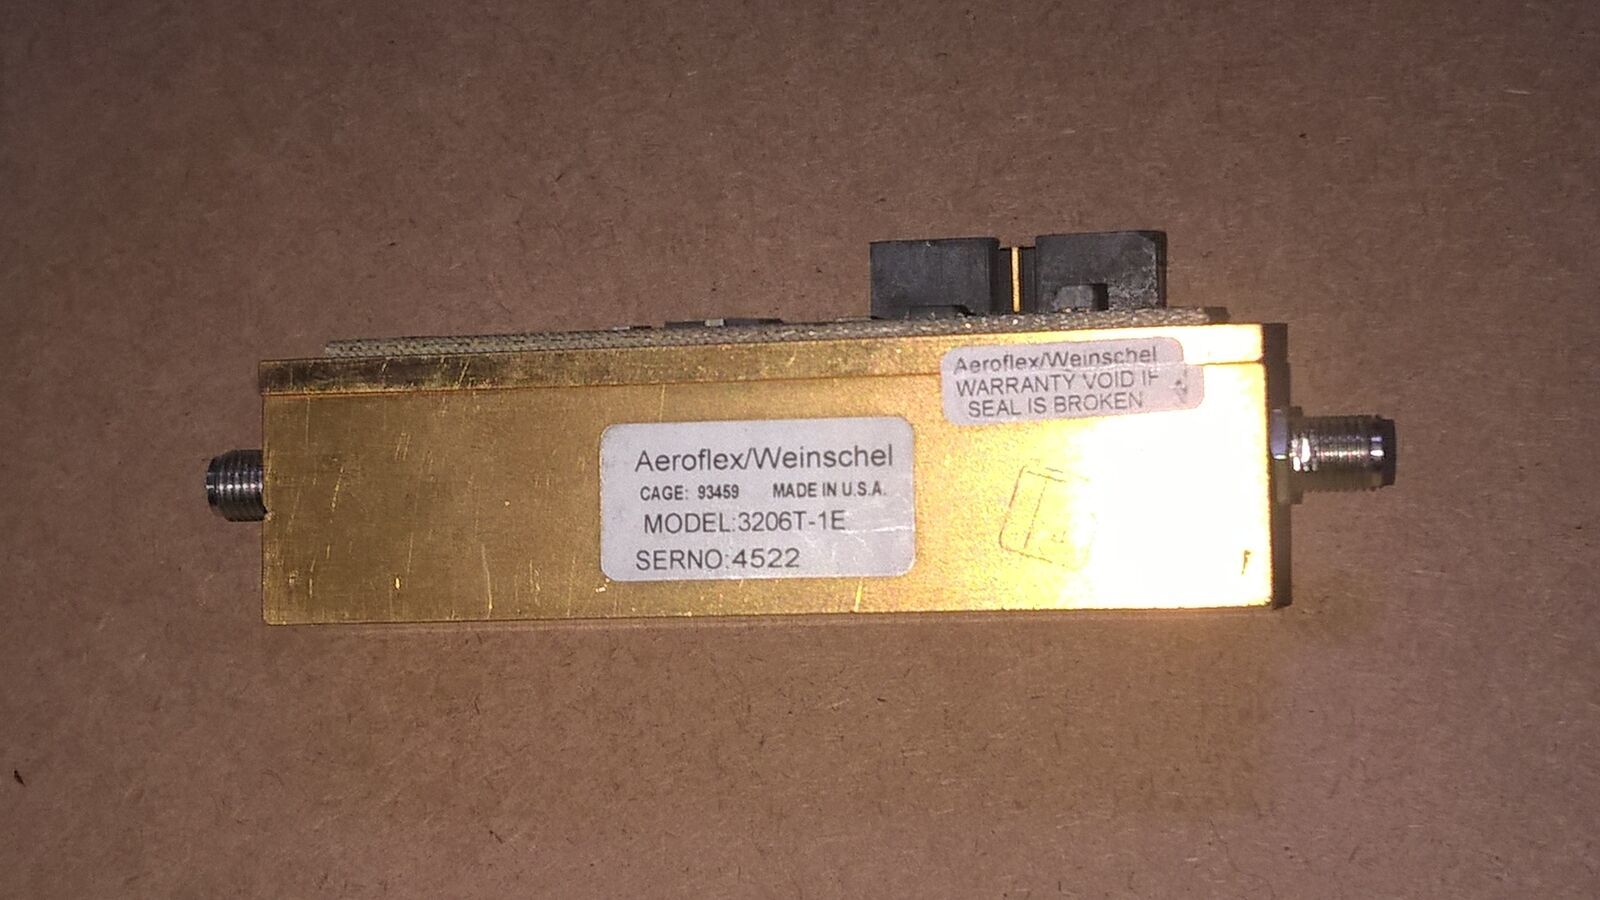 Aeroflex/Weinschel
WARRANTY VOID IF
SEAL IS BROKEN
Aeroflex/Weinschel
CAGE: 93459 MADE IN U.S.A.
MODEL:3206T-1E
SERNO:4522